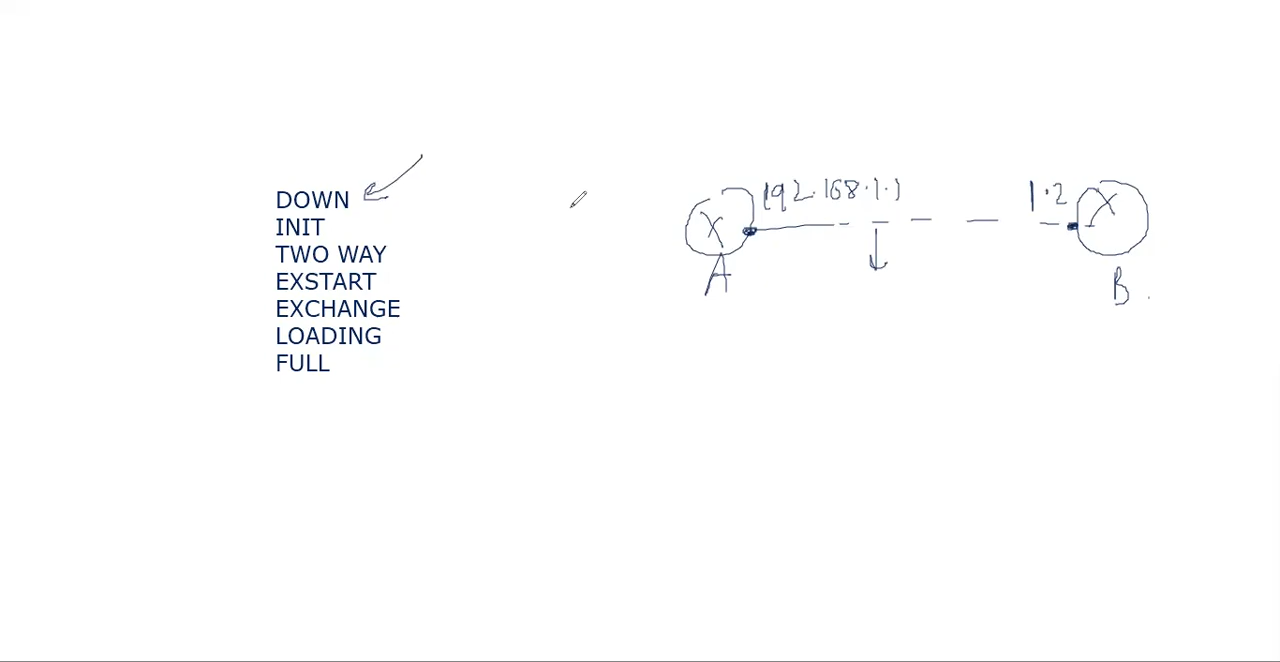 DOWN
INIT
TWO WAY
EXSTART
EXCHANGE
LOADING
FULL
192.168.1.1
1.2
X
X
A
B